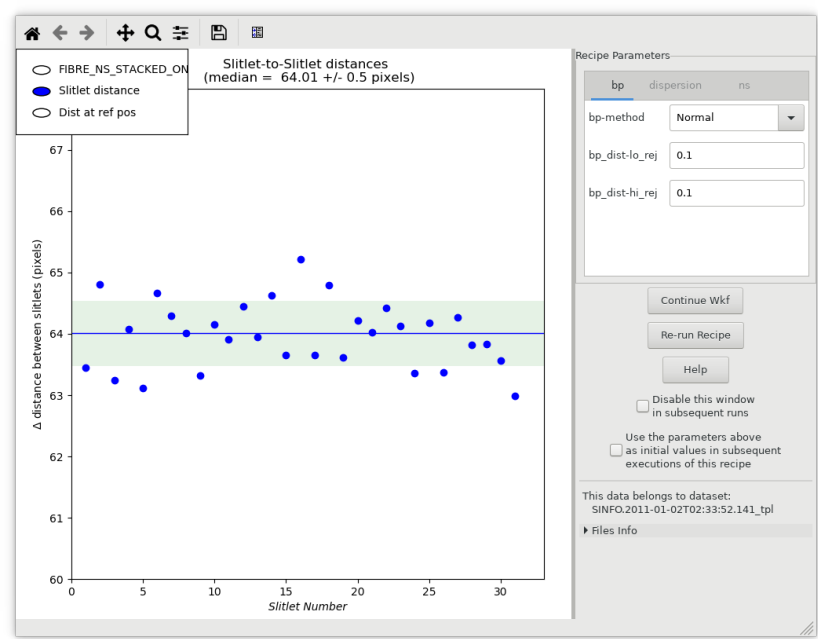 FIBRE_NS_STACKED_ON
Slitlet distance
Dist at ref pos
Slitlet-to-Slitlet distances
(median =  64.01 +/- 0.5 pixels)
67
66
65
64
63
62
61
60
Δ distance between slitlets (pixels)
0
5
10
15
20
25
30
Slitlet Number
Recipe Parameters
bp
dispersion
ns
bp-method
Normal
bp_dist-lo_rej
0.1
bp_dist-hi_rej
0.1
Continue Wkf
Re-run Recipe
Help
Disable this window
in subsequent runs
Use the parameters above
as initial values in subsequent
executions of this recipe
This data belongs to dataset:
SINFO.2011-01-02T02:33:52.141_tpl
Files Info